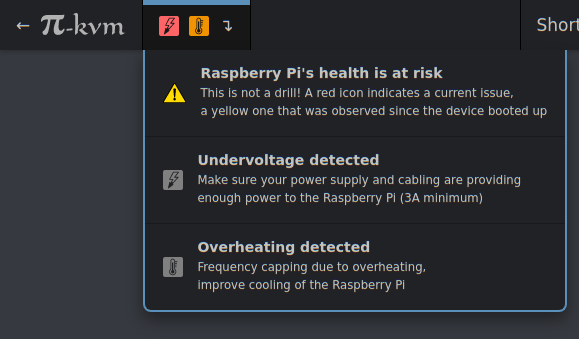 ← π-kvm
↴
Short
Raspberry Pi's health is at risk
This is not a drill! A red icon indicates a current issue,
a yellow one that was observed since the device booted up
Undervoltage detected
Make sure your power supply and cabling are providing
enough power to the Raspberry Pi (3A minimum)
Overheating detected
Frequency capping due to overheating,
improve cooling of the Raspberry Pi